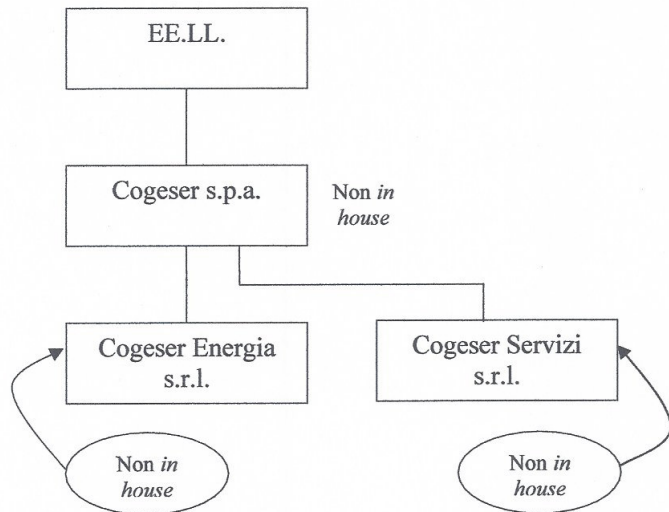 EE.LL.
Cogeser s.p.a.
Non in
house
Cogeser Energia
s.r.l.
Cogeser Servizi
s.r.l.
Non in
house
Non in
house